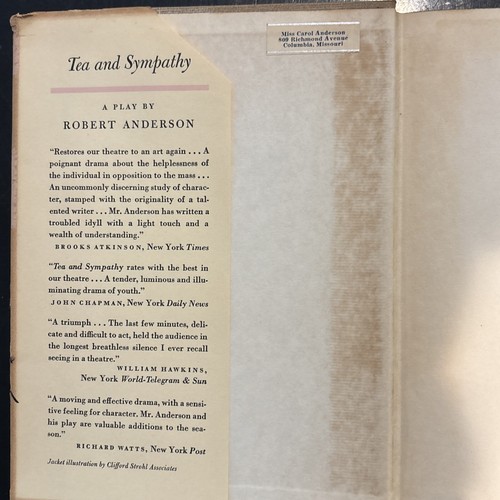 Miss Carol Anderson
809 Richmond Avenue
Columbia, Missouri
Tea and Sympathy
A PLAY BY
ROBERT ANDERSON
"Restores our theatre to an art again . . . A
poignant drama about the helplessness of
the individual in opposition to the mass . . .
An uncommonly discerning study of charac-
ter, stamped with the originality of a tal-
ented writer . . . Mr. Anderson has written a
troubled idyll with a light touch and a
wealth of understanding."
BROOKS ATKINSON, New York Times
"Tea and Sympathy rates with the best in
our theatre . . . A tender, luminous and illu-
minating drama of youth."
JOHN CHAPMAN, New York Daily News
"A triumph . . . The last few minutes, deli-
cate and difficult to act, held the audience in
the longest breathless silence I ever recall
seeing in a theatre."
WILLIAM HAWKINS,
New York World-Telegram & Sun
"A moving and effective drama, with a sensi-
tive feeling for character. Mr. Anderson and
his play are valuable additions to the sea-
son."
RICHARD WATTS, New York Post
Jacket illustration by Clifford Strehl Associates